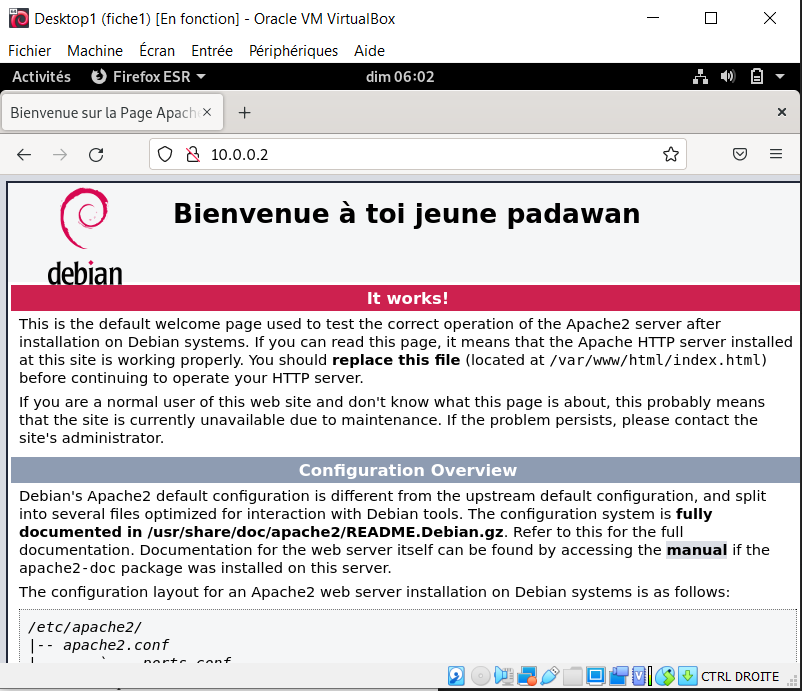 Desktop1 (fiche1) [En fonction] - Oracle VM VirtualBox
Fichier Machine Écran Entrée Périphériques Aide
Activités Firefox ESR dim 06:02
Bienvenue sur la Page Apach
10.0.0.2
debian
Bienvenue à toi jeune padawan
It works!
This is the default welcome page used to test the correct operation of the Apache2 server after
installation on Debian systems. If you can read this page, it means that the Apache HTTP server installed
at this site is working properly. You should replace this file (located at /var/www/html/index.html)
before continuing to operate your HTTP server.
If you are a normal user of this web site and don't know what this page is about, this probably means
that the site is currently unavailable due to maintenance. If the problem persists, please contact the
site's administrator.
Configuration Overview
Debian's Apache2 default configuration is different from the upstream default configuration, and split
into several files optimized for interaction with Debian tools. The configuration system is fully
documented in /usr/share/doc/apache2/README.Debian.gz. Refer to this for the full
documentation. Documentation for the web server itself can be found by accessing the manual if the
apache2-doc package was installed on this server.
The configuration layout for an Apache2 web server installation on Debian systems is as follows:
/etc/apache2/
|-- apache2.conf
| `-- ports.conf
CTRL DROITE